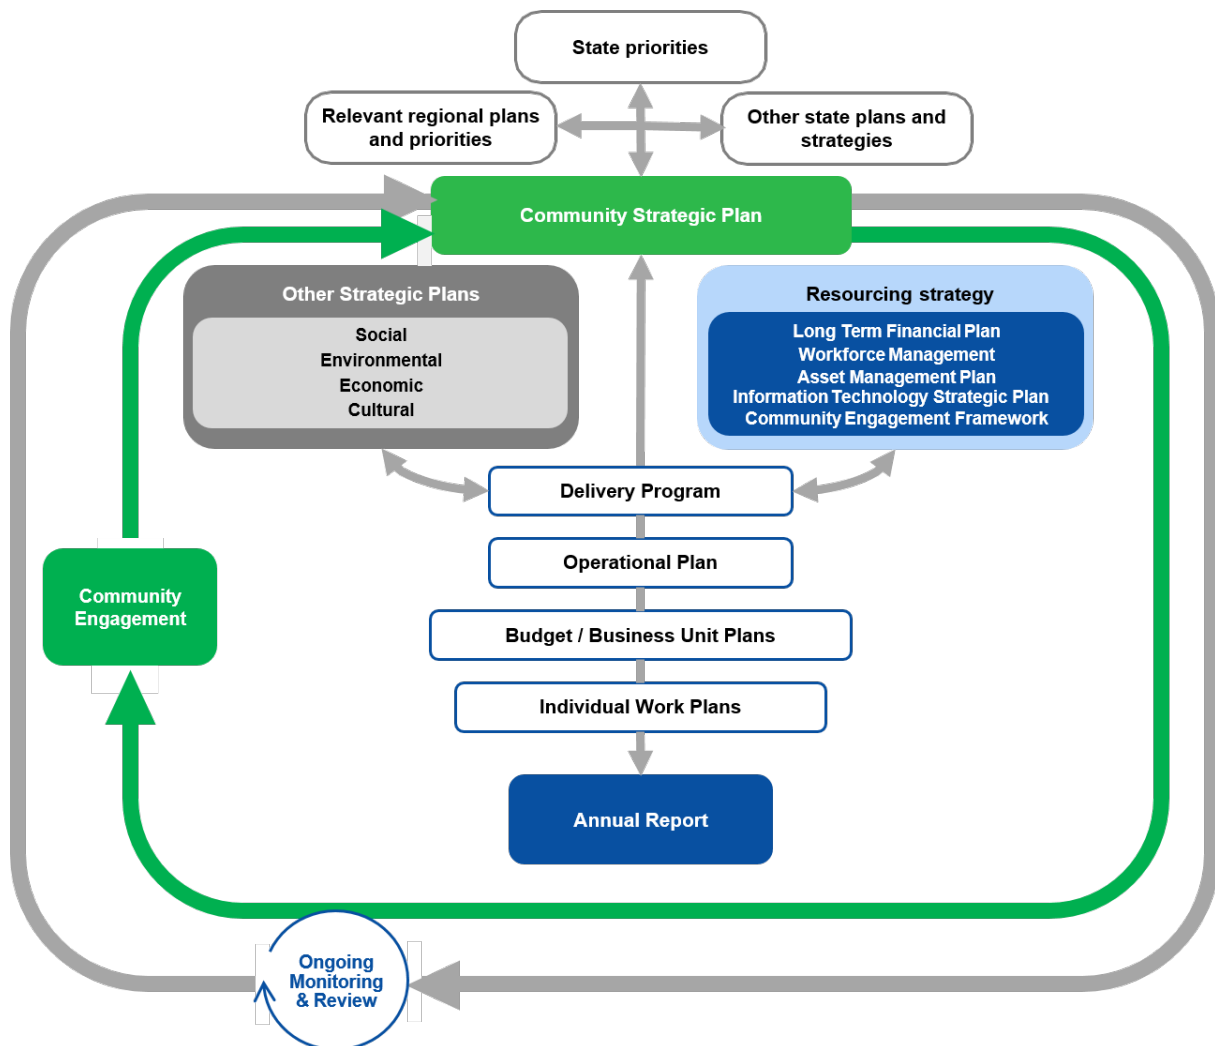 State priorities
Relevant regional plans
and priorities
Other state plans and
strategies
Community Strategic Plan
Other Strategic Plans
Social
Environmental
Economic
Cultural
Resourcing strategy
Long Term Financial Plan
Workforce Management
Asset Management Plan
Information Technology Strategic Plan
Community Engagement Framework
Delivery Program
Operational Plan
Community
Engagement
Budget / Business Unit Plans
Individual Work Plans
Annual Report
Ongoing
Monitoring
& Review